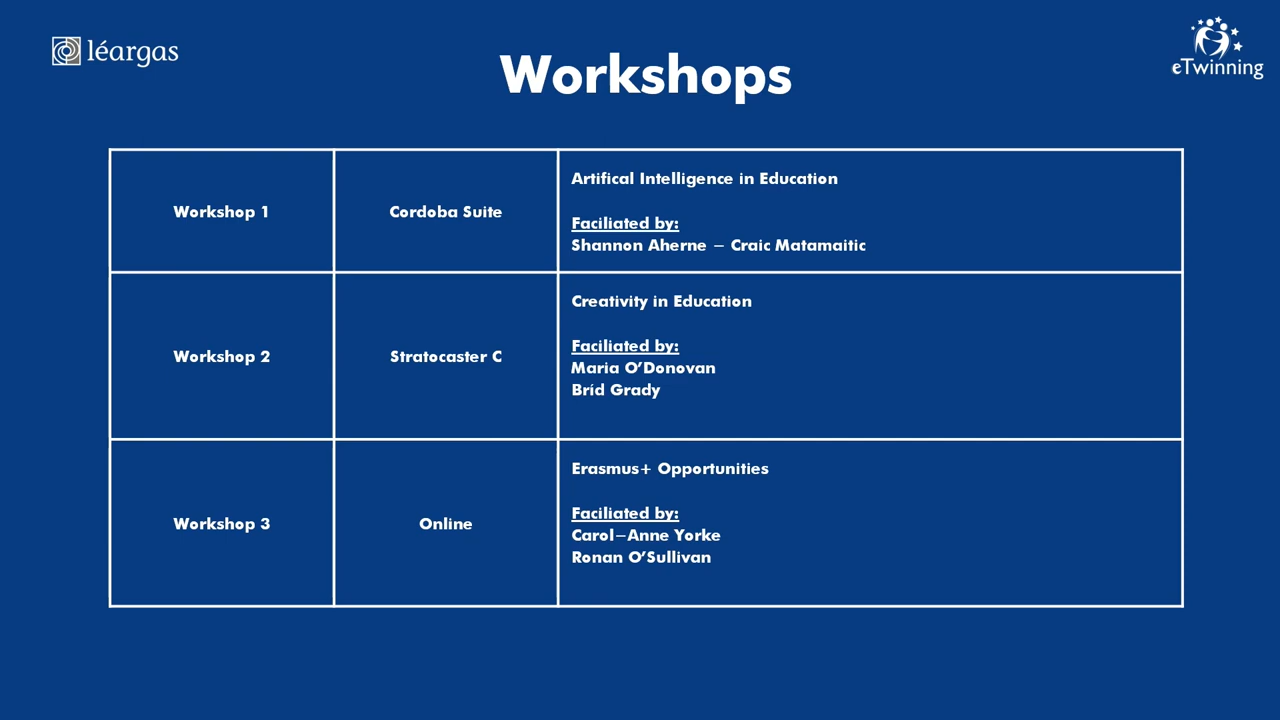 léargas
eTwinning
Workshops
Workshop 1
Cordoba Suite
Artifical Intelligence in Education
Faciliated by:
Shannon Aherne – Craic Matamaitic
Workshop 2
Stratocaster C
Creativity in Education
Faciliated by:
Maria O’Donovan
Bríd Grady
Workshop 3
Online
Erasmus+ Opportunities
Faciliated by:
Carol–Anne Yorke
Ronan O’Sullivan